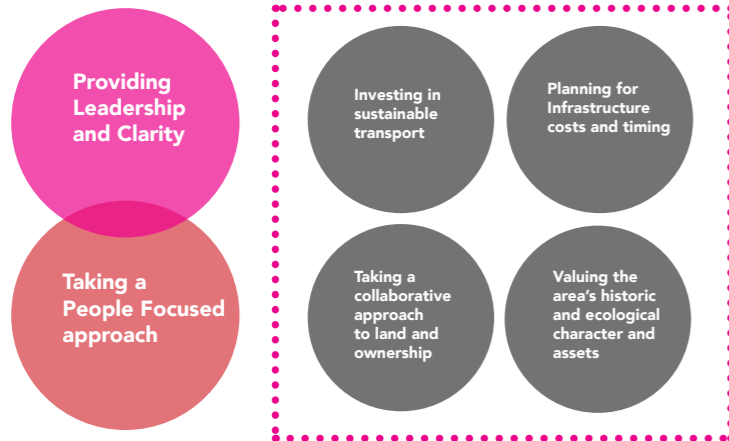 Providing
Leadership
and Clarity
Taking a
People Focused
approach
Investing in
sustainable
transport
Planning for
Infrastructure
costs and timing
Taking a
collaborative
approach
to land and
ownership
Valuing the
area's historic
and ecological
character and
assets